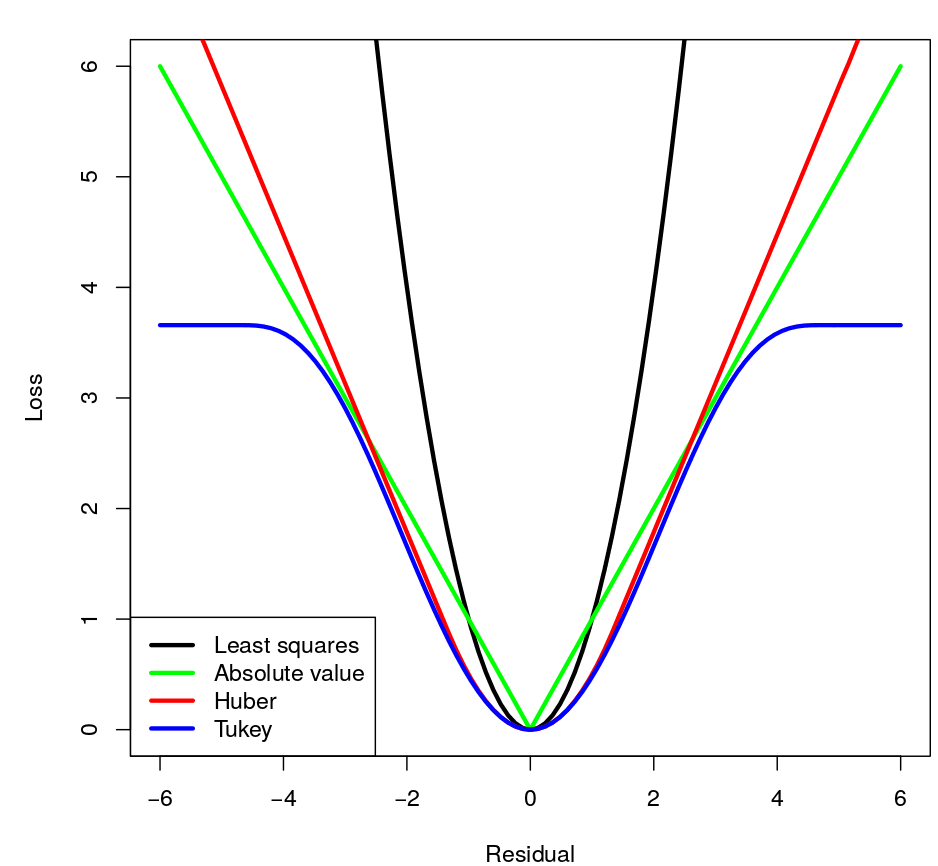 6
5
4
3
2
1
0
Loss
Least squares
Absolute value
Huber
Tukey
−6 −4 −2 0 2 4 6
Residual